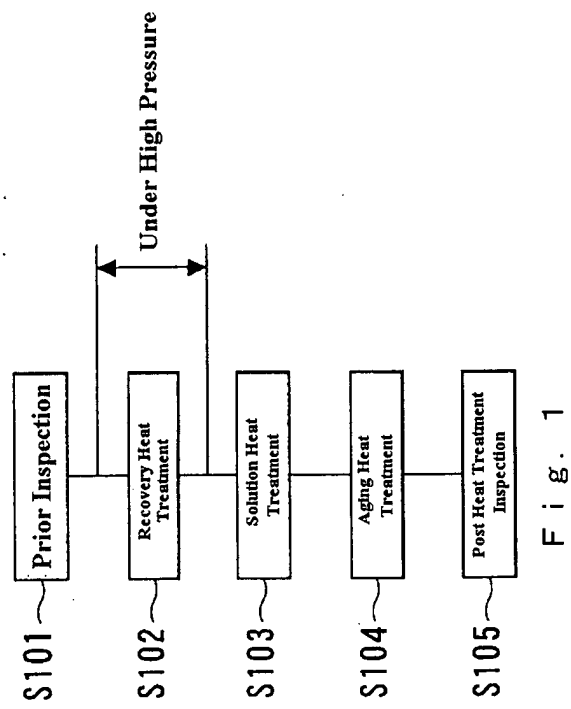 S101
Prior Inspection
Under High Pressure
S102
Recovery Heat
Treatment
S103
Solution Heat
Treatment
S104
Aging Heat
Treatment
S105
Post Heat Treatment
Inspection
Fig. 1